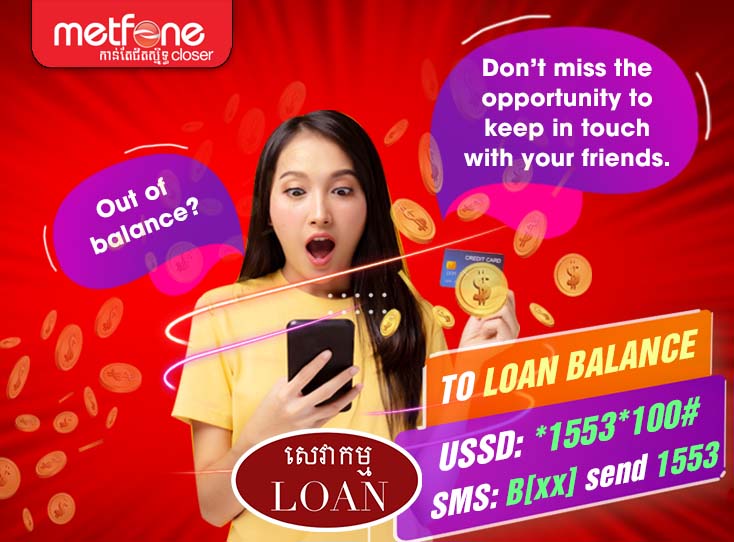 metfone
កាន់តែជិតស្និទ្ធ closer
Out of
balance?
Don't miss the
opportunity to
keep in touch
with your friends.
CREDIT CARD
TO LOAN BALANCE
USSD: *1553*100#
SMS: B[xx] send 1553
សេវាកម្ម
LOAN